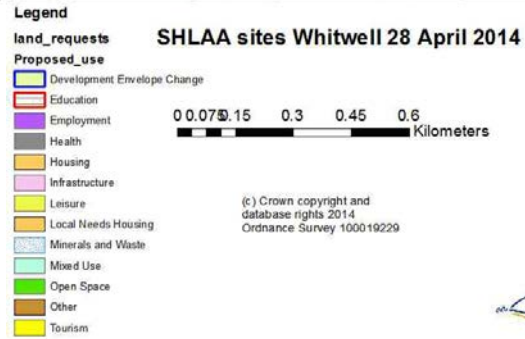 Legend
land_requests
SHLAA sites Whitwell 28 April 2014
Proposed_use
Development Envelope Change
Education
Employment
Health
Housing
Infrastructure
Leisure
Local Needs Housing
Minerals and Waste
Mixed Use
Open Space
Other
Tourism
0 0.075 0.15 0.3 0.45 0.6
Kilometers
(c) Crown copyright and
database rights 2014
Ordnance Survey 100019229